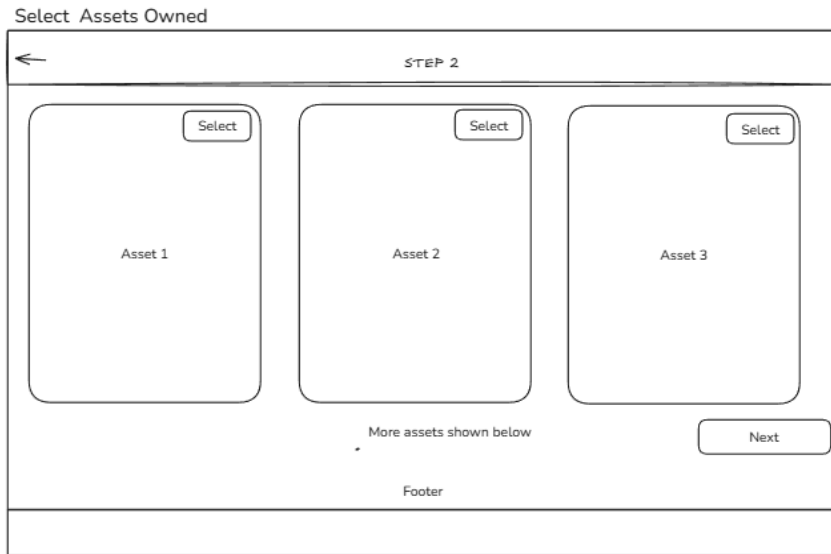 Select Assets Owned
STEP 2
Select
Select
Select
Asset 1
Asset 2
Asset 3
More assets shown below
Next
Footer